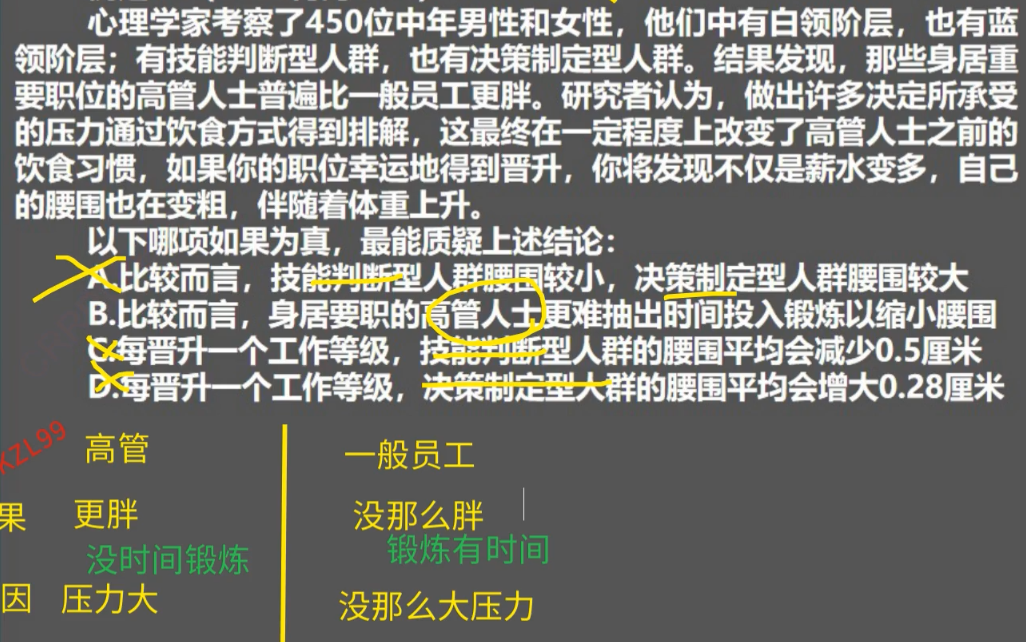 心理学家考察了450位中年男性和女性，他们中有白领阶层，也有蓝
领阶层；有技能判断型人群，也有决策制定型人群。结果发现，那些身居重
要职位的高管人士普遍比一般员工更胖。研究者认为，做出许多决定所承受
的压力通过饮食方式得到排解，这最终在一定程度上改变了高管人士之前的
饮食习惯，如果你的职位幸运地得到晋升，你将发现不仅是薪水变多，自己
的腰围也在变粗，伴随着体重上升。
以下哪项如果为真，最能质疑上述结论：
A.比较而言，技能判断型人群腰围较小，决策制定型人群腰围较大
B.比较而言，身居要职的高管人士更难抽出时间投入锻炼以缩小腰围
C.每晋升一个工作等级，技能判断型人群的腰围平均会减少0.5厘米
D.每晋升一个工作等级，决策制定型人群的腰围平均会增大0.28厘米
KZL99
高管 一般员工
果 更胖 没那么胖
没时间锻炼 锻炼有时间
因 压力大 没那么大压力